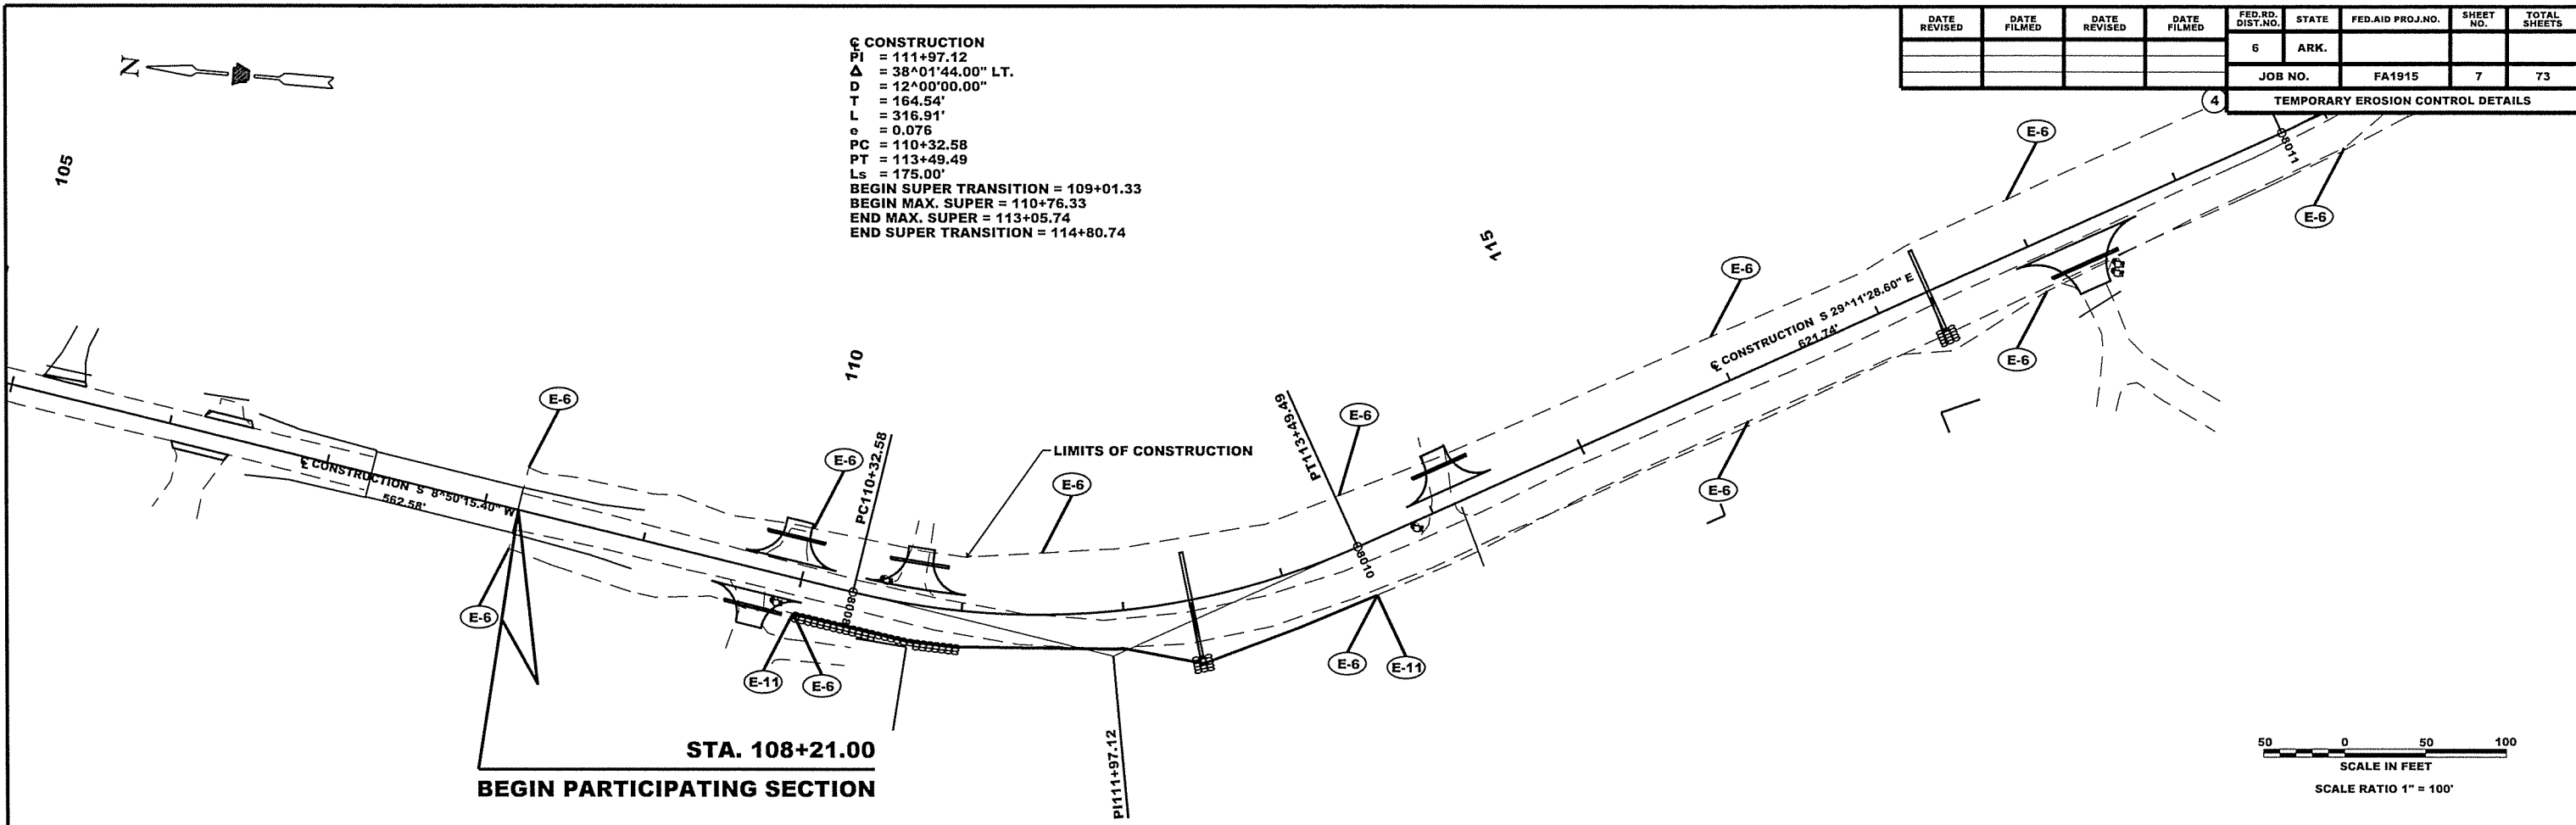 DATE REVISED
DATE FILMED
DATE REVISED
DATE FILMED
FED.RD. DIST.NO.
STATE
FED.AID PROJ.NO.
SHEET NO.
TOTAL SHEETS
6
ARK.
JOB NO.
FA1915
7
73
4
TEMPORARY EROSION CONTROL DETAILS
N
℄ CONSTRUCTION
PI = 111+97.12
Δ = 38^01'44.00" LT.
D = 12^00'00.00"
T = 164.54'
L = 316.91'
e = 0.076
PC = 110+32.58
PT = 113+49.49
Ls = 175.00'
BEGIN SUPER TRANSITION = 109+01.33
BEGIN MAX. SUPER = 110+76.33
END MAX. SUPER = 113+05.74
END SUPER TRANSITION = 114+80.74
105
110
115
E-6
8011
E-6
E-6
℄ CONSTRUCTION S 29^11'28.60" E
621.74'
E-6
E-6
E-6
E-6
PC110+32.58
LIMITS OF CONSTRUCTION
E-6
PT113+49.49
E-6
E-6
℄ CONSTRUCTION S 8^50'15.40" W
562.58'
8008
8010
E-6
E-11
E-6
E-6
E-11
PI111+97.12
STA. 108+21.00
BEGIN PARTICIPATING SECTION
50 0 50 100
SCALE IN FEET
SCALE RATIO 1" = 100'